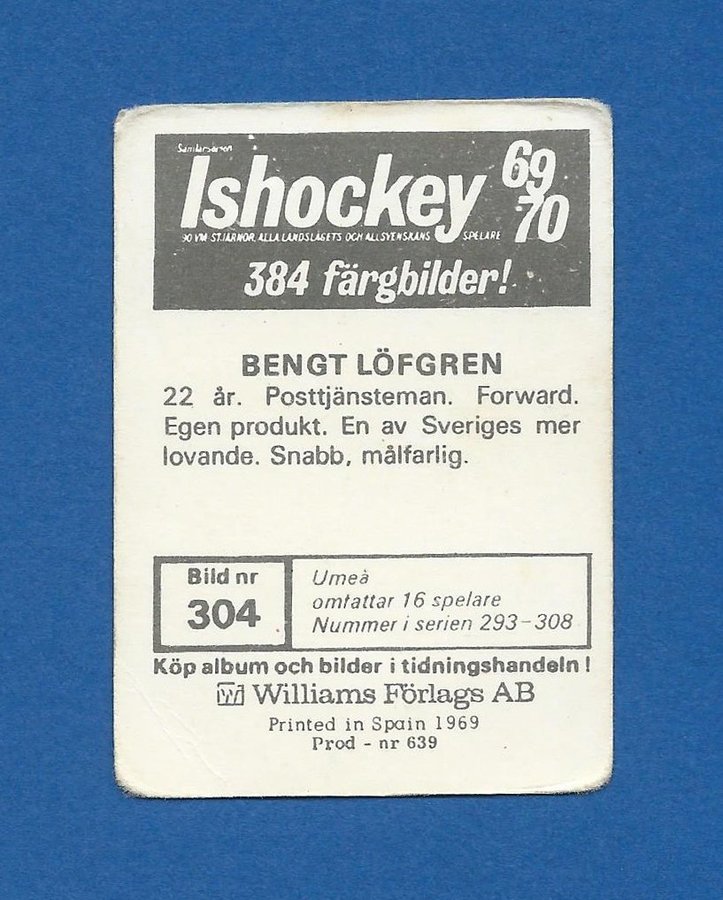 Samlarserien
Ishockey 69
-70
90 VM-STJÄRNOR, ALLA LANDSLAGETS OCH ALLSVENSKANS SPELARE
384 färgbilder!
BENGT LÖFGREN
22 år. Posttjänsteman. Forward.
Egen produkt. En av Sveriges mer
lovande. Snabb, målfarlig.
Bild nr
304
Umeå
omfattar 16 spelare
Nummer i serien 293-308
Köp album och bilder i tidningshandeln!
W Williams Förlags AB
Printed in Spain 1969
Prod - nr 639